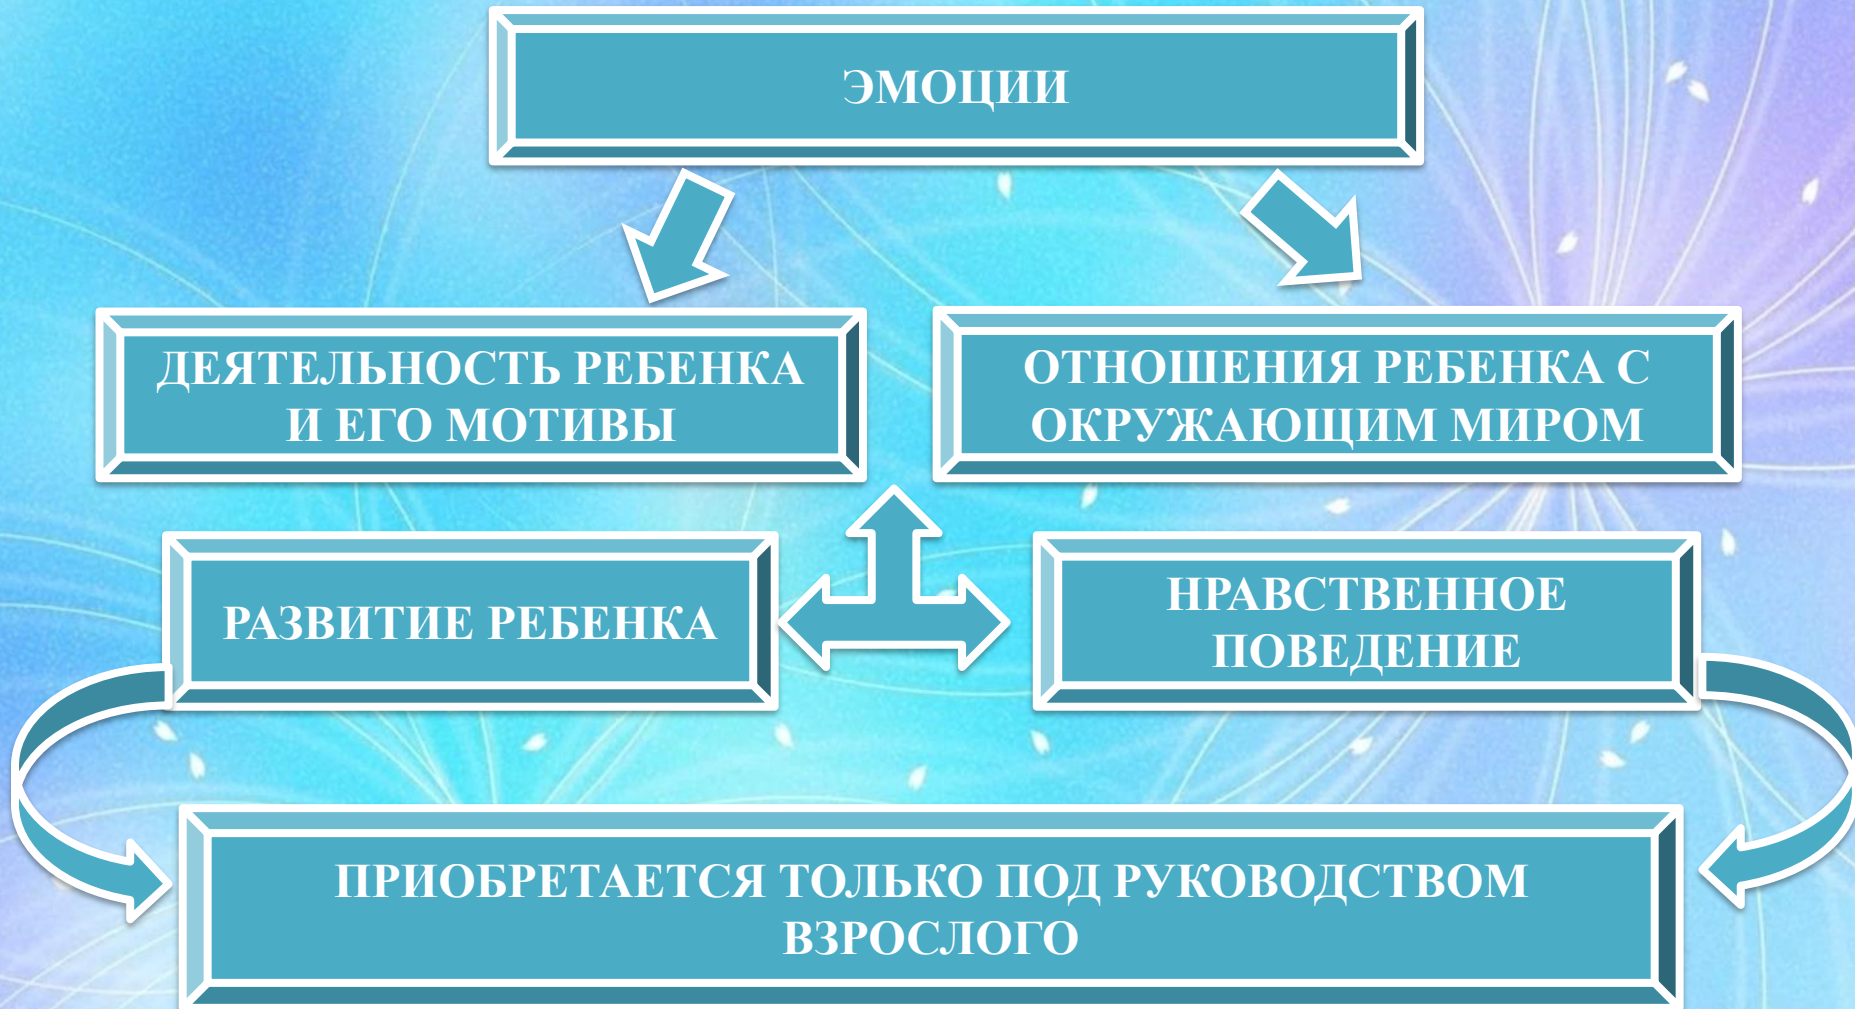 ЭМОЦИИ
ДЕЯТЕЛЬНОСТЬ РЕБЕНКА
И ЕГО МОТИВЫ
ОТНОШЕНИЯ РЕБЕНКА С
ОКРУЖАЮЩИМ МИРОМ
РАЗВИТИЕ РЕБЕНКА
НРАВСТВЕННОЕ
ПОВЕДЕНИЕ
ПРИОБРЕТАЕТСЯ ТОЛЬКО ПОД РУКОВОДСТВОМ
ВЗРОСЛОГО